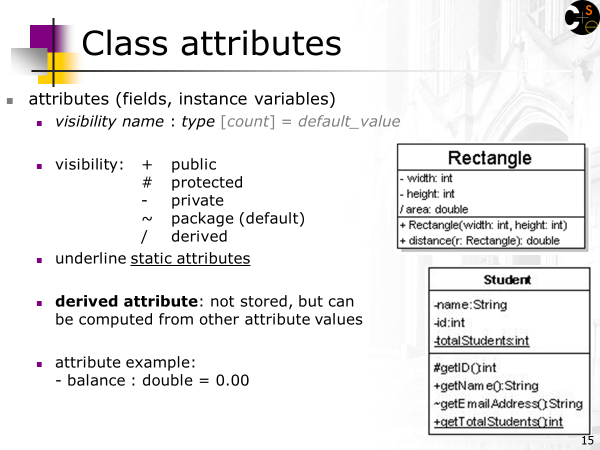 Class attributes
attributes (fields, instance variables)
visibility name : type [count] = default_value
visibility: + public
# protected
- private
~ package (default)
/ derived
underline static attributes
derived attribute: not stored, but can
be computed from other attribute values
attribute example:
- balance : double = 0.00
Rectangle
- width: int
- height: int
/ area: double
+ Rectangle(width: int, height: int)
+ distance(r: Rectangle): double
Student
-name:String
-id:int
-totalStudents:int
#getID():int
+getName():String
~getEmailAddress():String
+getTotalStudents():int
15
CSe